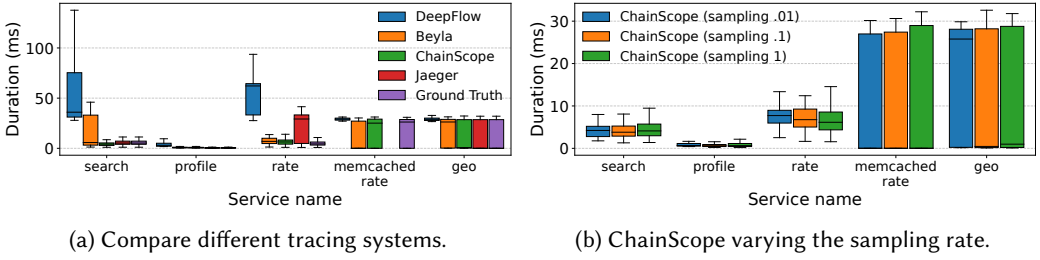 DeepFlow
Beyla
ChainScope
Jaeger
Ground Truth
Duration (ms)
100
50
0
search
profile
rate
memcached
rate
geo
Service name
(a) Compare different tracing systems.
ChainScope (sampling .01)
ChainScope (sampling .1)
ChainScope (sampling 1)
Duration (ms)
30
20
10
0
search
profile
rate
memcached
rate
geo
Service name
(b) ChainScope varying the sampling rate.